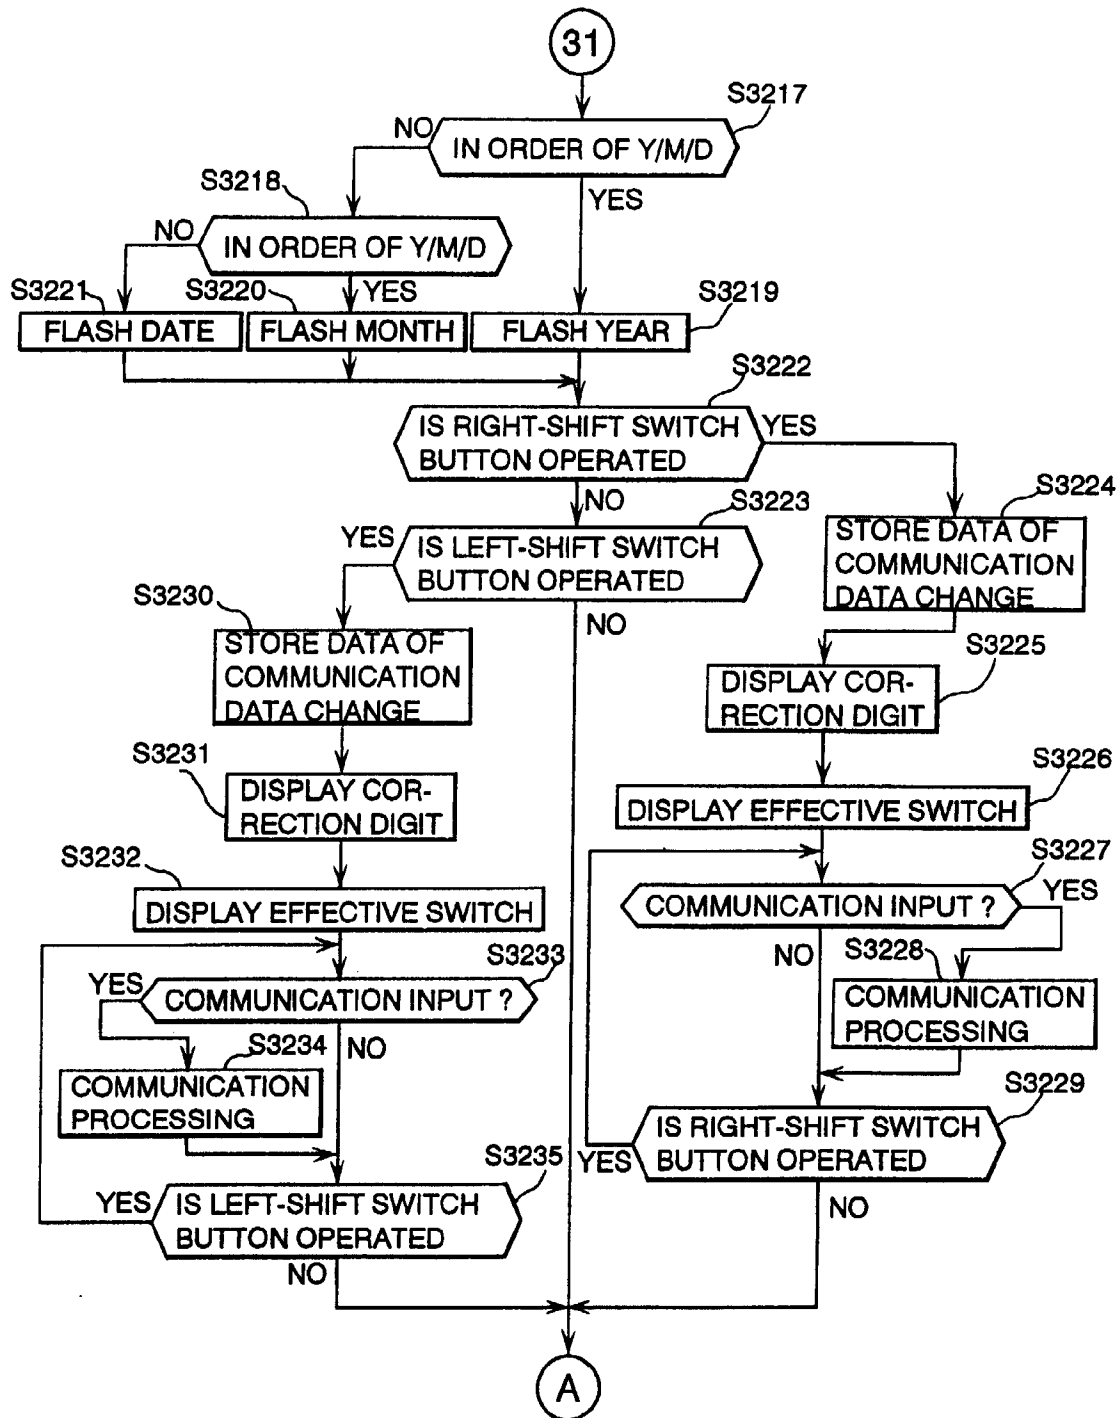 31
S3217
NO
IN ORDER OF Y/M/D
YES
S3218
NO
IN ORDER OF Y/M/D
YES
S3221
FLASH DATE
S3220
FLASH MONTH
S3219
FLASH YEAR
S3222
IS RIGHT-SHIFT SWITCH
BUTTON OPERATED
YES
NO
S3223
YES
IS LEFT-SHIFT SWITCH
BUTTON OPERATED
NO
S3224
STORE DATA OF
COMMUNICATION
DATA CHANGE
S3225
DISPLAY COR-
RECTION DIGIT
S3226
DISPLAY EFFECTIVE SWITCH
S3227
COMMUNICATION INPUT ?
YES
NO
S3228
COMMUNICATION
PROCESSING
S3229
IS RIGHT-SHIFT SWITCH
BUTTON OPERATED
YES
NO
S3230
STORE DATA OF
COMMUNICATION
DATA CHANGE
S3231
DISPLAY COR-
RECTION DIGIT
S3232
DISPLAY EFFECTIVE SWITCH
S3233
YES
COMMUNICATION INPUT ?
NO
S3234
COMMUNICATION
PROCESSING
S3235
YES
IS LEFT-SHIFT SWITCH
BUTTON OPERATED
NO
A